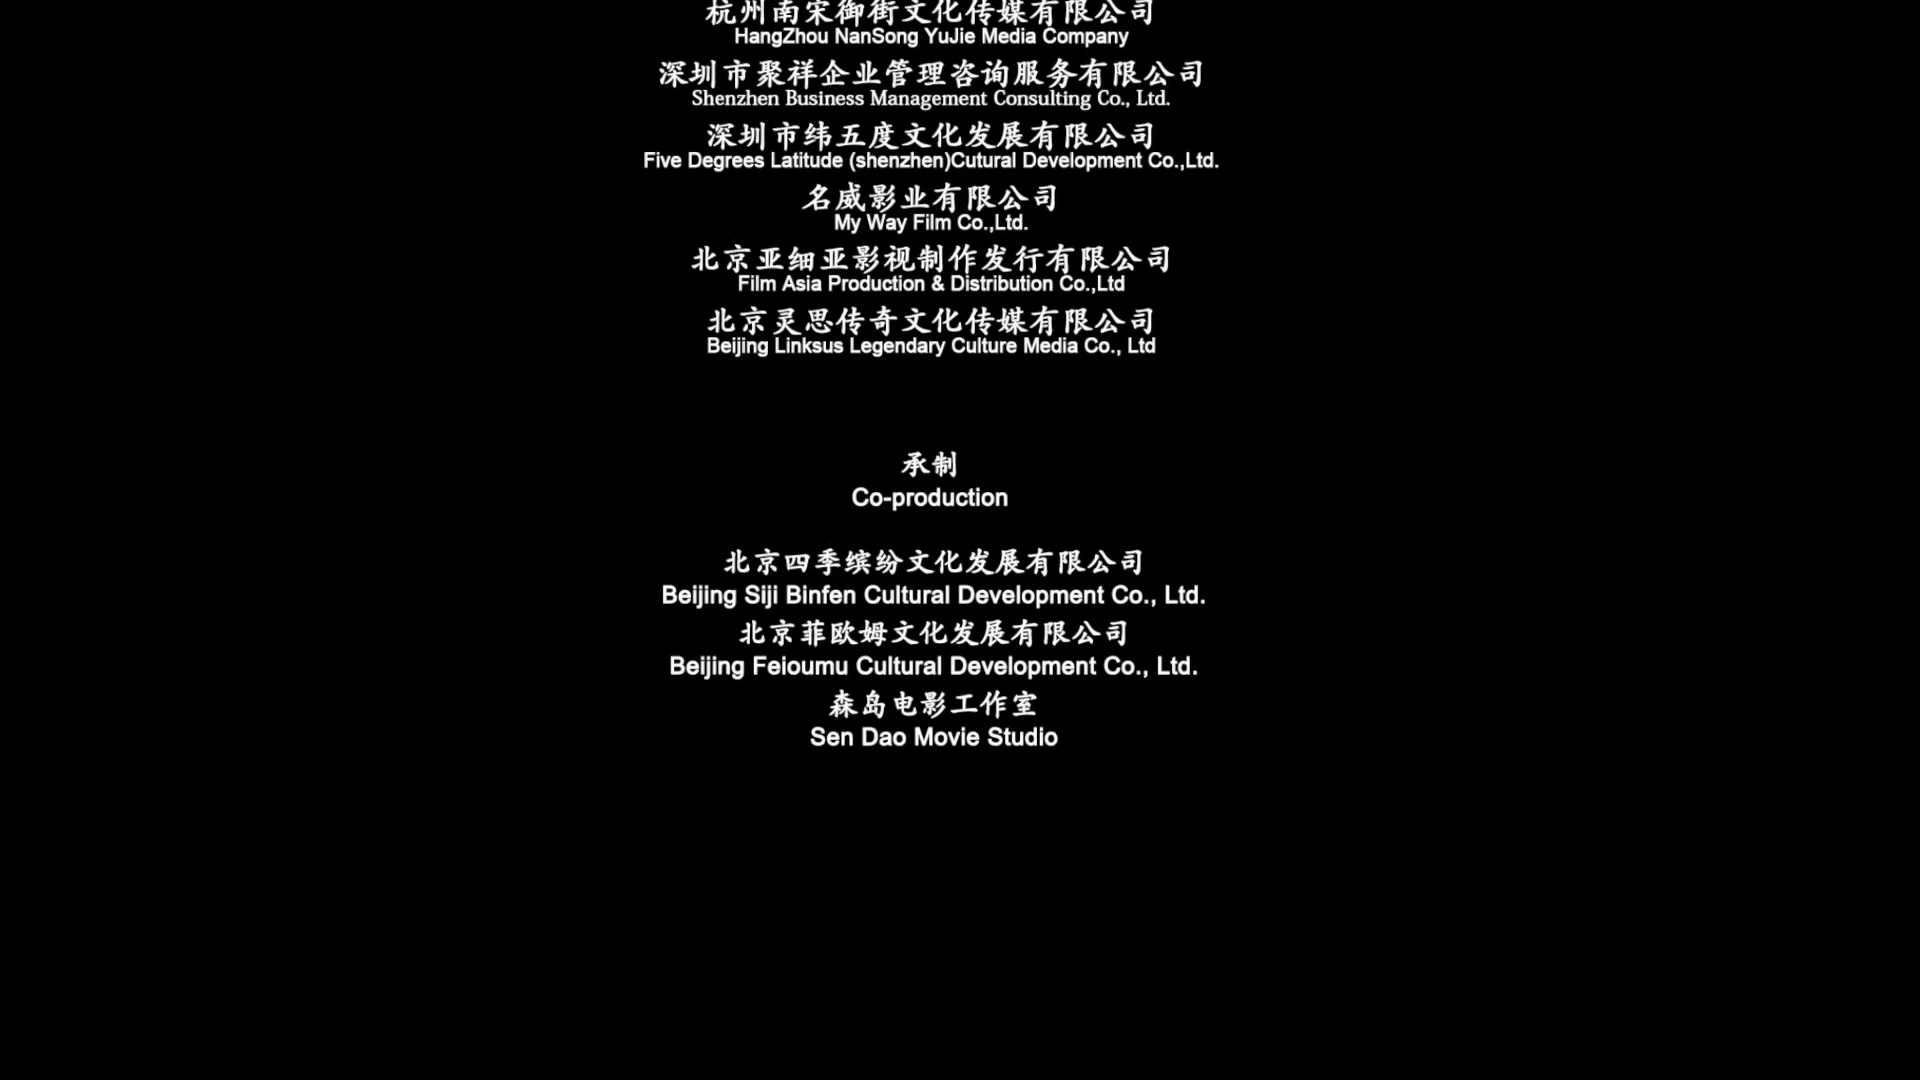 杭州南宋御街文化传媒有限公司
HangZhou NanSong YuJie Media Company
深圳市聚祥企业管理咨询服务有限公司
Shenzhen Business Management Consulting Co., Ltd.
深圳市纬五度文化发展有限公司
Five Degrees Latitude (shenzhen)Cutural Development Co.,Ltd.
名威影业有限公司
My Way Film Co.,Ltd.
北京亚细亚影视制作发行有限公司
Film Asia Production & Distribution Co.,Ltd
北京灵思传奇文化传媒有限公司
Beijing Linksus Legendary Culture Media Co., Ltd
承制
Co-production
北京四季缤纷文化发展有限公司
Beijing Siji Binfen Cultural Development Co., Ltd.
北京菲欧姆文化发展有限公司
Beijing Feioumu Cultural Development Co., Ltd.
森岛电影工作室
Sen Dao Movie Studio